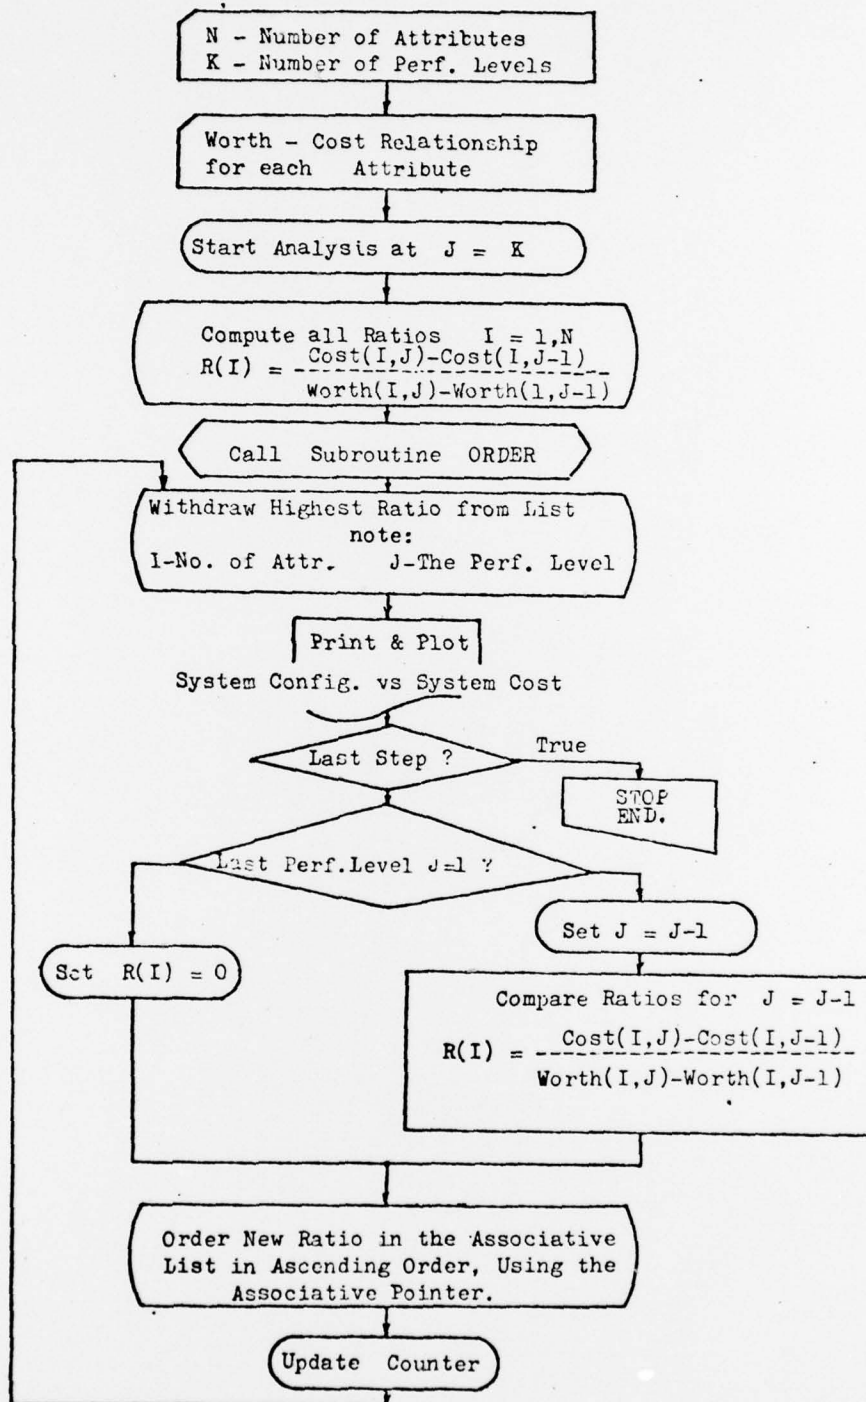 N - Number of Attributes
K - Number of Perf. Levels
Worth - Cost Relationship
for each Attribute
Start Analysis at J = K
Compute all Ratios I = 1,N
R(I) = Cost(I,J)-Cost(1,J-1)
Worth(I,J)-Worth(1,J-1)
Call Subroutine ORDER
Withdraw Highest Ratio from List
note:
I-No. of Attr. J-The Perf. Level
Print & Plot
System Config. vs System Cost
Last Step ?
True
STOP
END.
Last Perf.Level J=1 ?
Set J = J-1
Set R(I) = 0
Compare Ratios for J = J-1
R(I) = Cost(I,J)-Cost(I,J-1)
Worth(I,J)-Worth(I,J-1)
Order New Ratio in the Associative
List in Ascending Order, Using the
Associative Pointer.
Update Counter